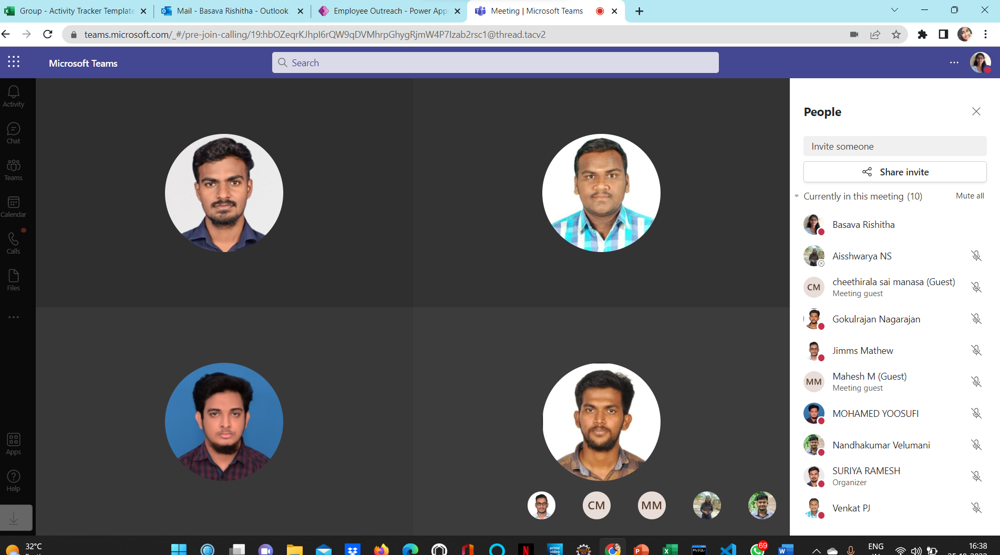 Group - Activity Tracker Template
Mail - Basava Rishitha - Outlook
Employee Outreach - Power App
Meeting | Microsoft Teams
teams.microsoft.com/_#/pre-join-calling/19:hbOZeqrKJhpI6rQW9qDVMhrpGhygRjmW4P7Izab2rsc1@thread.tacv2
Microsoft Teams
Search
Activity
Chat
Teams
Calendar
Calls
Files
Apps
Help
CM
MM
People
Invite someone
Share invite
Currently in this meeting (10)
Mute all
Basava Rishitha
Aisshwarya NS
CM
cheethirala sai manasa (Guest)
Meeting guest
Gokulrajan Nagarajan
Jimms Mathew
MM
Mahesh M (Guest)
Meeting guest
MOHAMED YOOSUFI
Nandhakumar Velumani
SURIYA RAMESH
Organizer
Venkat PJ
32°C
prime
video
MySQL
69
ENG
16:38